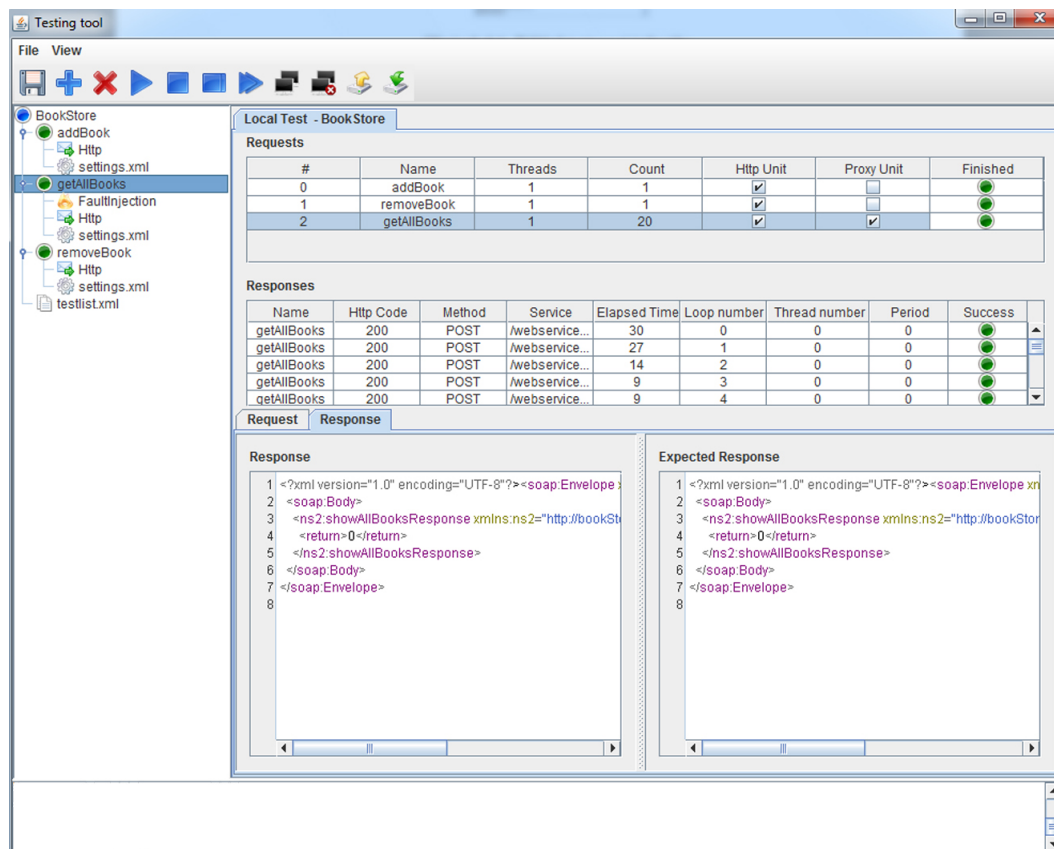 Testing tool
File View
BookStore
addBook
Http
settings.xml
getAllBooks
FaultInjection
Http
settings.xml
removeBook
Http
settings.xml
testlist.xml
Local Test - BookStore
Requests
# Name Threads Count Http Unit Proxy Unit Finished
0 addBook 1 1
1 removeBook 1 1
2 getAllBooks 1 20
Responses
Name Http Code Method Service Elapsed Time Loop number Thread number Period Success
getAllBooks 200 POST /webservice... 30 0 0 0
getAllBooks 200 POST /webservice... 27 1 0 0
getAllBooks 200 POST /webservice... 14 2 0 0
getAllBooks 200 POST /webservice... 9 3 0 0
getAllBooks 200 POST /webservice... 9 4 0 0
Request Response
Response
1 <?xml version="1.0" encoding="UTF-8"?><soap:Envelope x
2 <soap:Body>
3 <ns2:showAllBooksResponse xmlns:ns2="http://bookSto
4 <return>0</return>
5 </ns2:showAllBooksResponse>
6 </soap:Body>
7 </soap:Envelope>
8
Expected Response
1 <?xml version="1.0" encoding="UTF-8"?><soap:Envelope xn
2 <soap:Body>
3 <ns2:showAllBooksResponse xmlns:ns2="http://bookStor
4 <return>0</return>
5 </ns2:showAllBooksResponse>
6 </soap:Body>
7 </soap:Envelope>
8